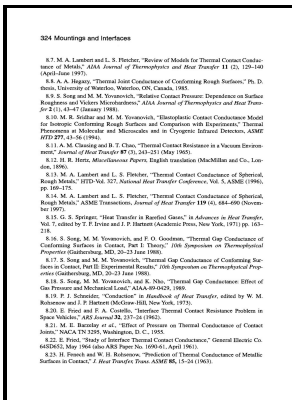 324 Mountings and Interfaces
8.7. M. A. Lambert and L. S. Fletcher, "Review of Models for Thermal Contact Conduc-
tance of Metals," AIAA Journal of Thermophysics and Heat Transfer 11 (2), 129–140
(April–June 1997).
8.8. A. A. Hegazy, "Thermal Joint Conductance of Conforming Rough Surfaces," Ph. D.
thesis, University of Waterloo, Waterloo, ON, Canada, 1985.
8.9. S. Song and M. M. Yovanovich, "Relative Contact Pressure: Dependence on Surface
Roughness and Vickers Microhardness," AIAA Journal of Thermophysics and Heat Trans-
fer 2 (1), 43–47 (January 1988).
8.10. M. R. Sridhar and M. M. Yovanovich, "Elastoplastic Contact Conductance Model
for Isotropic Conforming Rough Surfaces and Comparison with Experiments," Thermal
Phenomena at Molecular and Microscales and in Cryogenic Infrared Detectors, ASME
HTD 277, 43–56 (1994).
8.11. A. M. Clausing and B. T. Chao, "Thermal Contact Resistance in a Vacuum Environ-
ment," Journal of Heat Transfer 87 (3), 243–251 (May 1965).
8.12. H. R. Hertz, Miscellaneous Papers, English translation (MacMillan and Co., Lon-
don, 1896).
8.13. M. A. Lambert and L. S. Fletcher, "Thermal Contact Conductance of Spherical,
Rough Metals," HTD-Vol. 327, National Heat Transfer Conference, Vol. 5, ASME (1996),
pp. 169–175.
8.14. M. A. Lambert and L. S. Fletcher, "Thermal Contact Conductance of Spherical,
Rough Metals," ASME Transactions, Journal of Heat Transfer 119 (4), 684–690 (Novem-
ber 1997).
8.15. G. S. Springer, "Heat Transfer in Rarefied Gases," in Advances in Heat Transfer,
Vol. 7, edited by T. F. Irvine and J. P. Hartnett (Academic Press, New York, 1971) pp. 163–
218.
8.16. S. Song, M. M. Yovanovich, and F. O. Goodman, "Thermal Gap Conductance of
Conforming Surfaces in Contact, Part I: Theory," 10th Symposium on Thermophysical
Properties (Gaithersburg, MD, 20–23 June 1988).
8.17. S. Song and M. M. Yovanovich, "Thermal Gap Conductance of Conforming Sur-
faces in Contact, Part II: Experimental Results," 10th Symposium on Thermophysical Prop-
erties (Gaithersburg, MD, 20–23 June 1988).
8.18. S. Song, M. M. Yovanovich, and K. Nho, "Thermal Gap Conductance: Effect of
Gas Pressure and Mechanical Load," AIAA-89-0429, 1989.
8.19. P. J. Schneider, "Conduction" in Handbook of Heat Transfer, edited by W. M.
Rohsenow and J. P. Hartnett (McGraw-Hill, New York, 1973).
8.20. E. Fried and F. A. Costello, "Interface Thermal Contact Resistance Problem in
Space Vehicles," ARS Journal 32, 237–24 (1962).
8.21. M. E. Barzelay et al., "Effect of Pressure on Thermal Conductance of Contact
Joints," NACA TN 3295, Washington, D. C., 1955.
8.22. E. Fried, "Study of Interface Thermal Contact Conductance," General Electric Co.
64SD652, May 1964 (also ARS Paper No. 1690-61, April 1961).
8.23. H. Fenech and W. H. Rohsenow, "Prediction of Thermal Conductance of Metallic
Surfaces in Contact," J. Heat Transfer, Trans. ASME 85, 15–24 (1963).